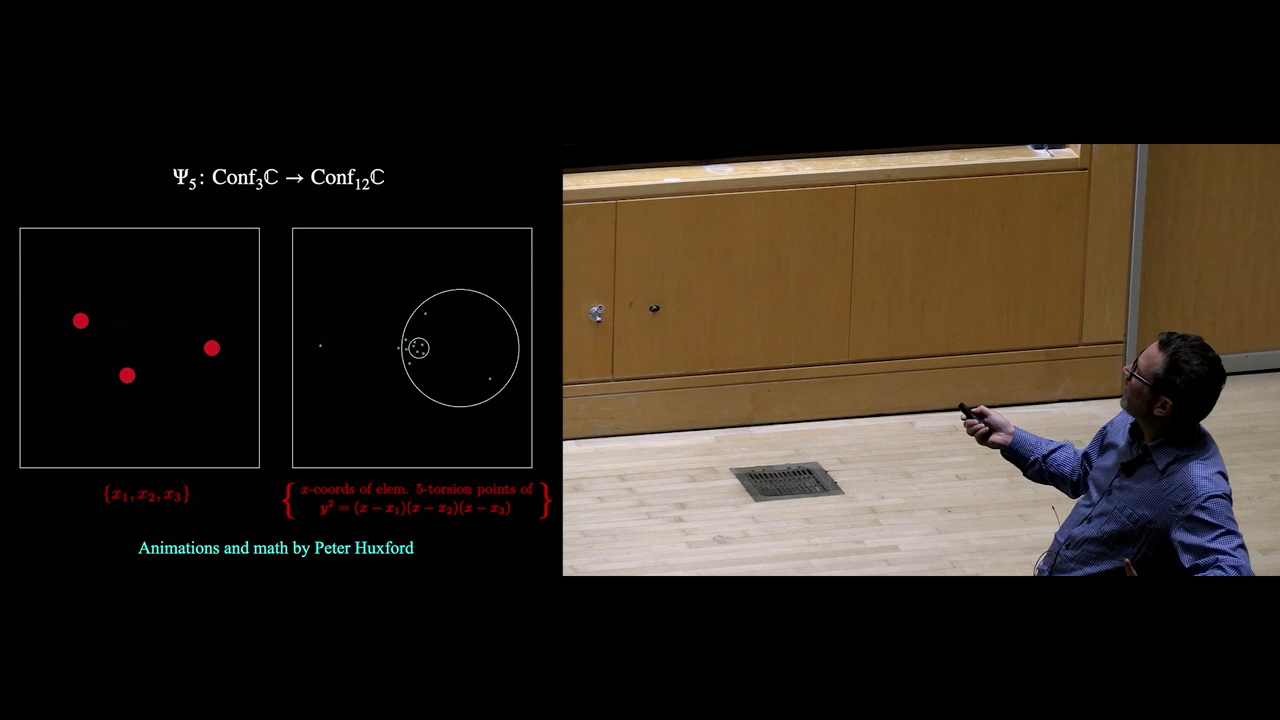 Ψ₅: Conf₃ℂ → Conf₁₂ℂ
{x₁, x₂, x₃}
{ x-coords of elem. 5-torsion points of
y² = (x − x₁)(x − x₂)(x − x₃) }
Animations and math by Peter Huxford